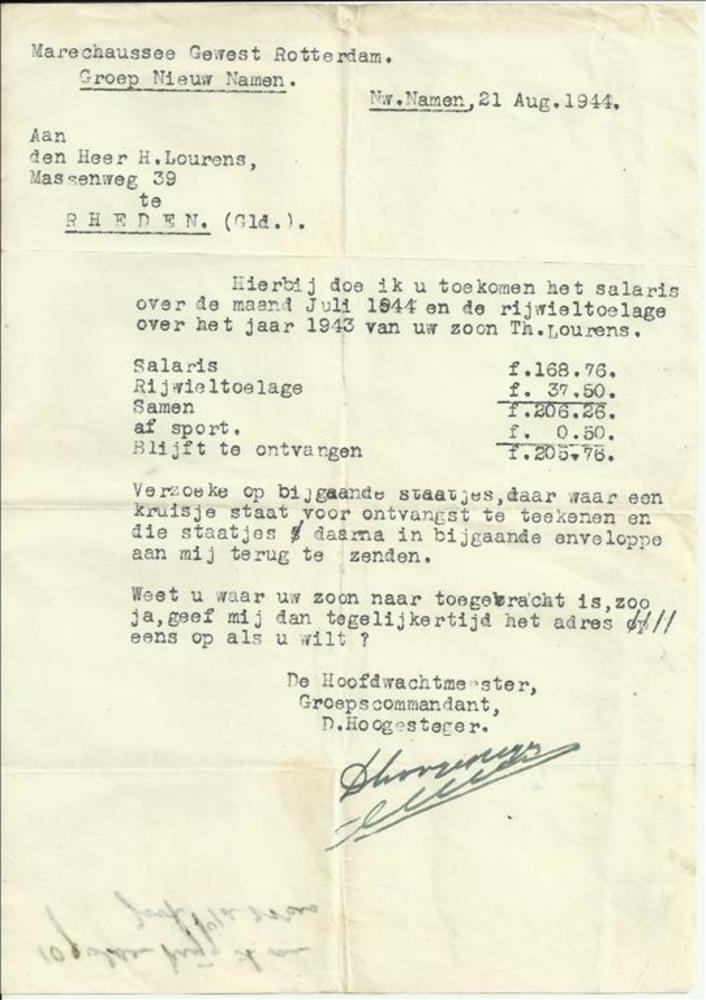 Marechaussee Gewest Rotterdam.
Groep Nieuw Namen.
Nw.Namen,21 Aug.1944.
Aan
den Heer H.Lourens,
Massenweg 39
te
R H E D E N. (Gld.).
Hierbij doe ik u toekomen het salaris
over de maand Juli 1944 en de rijwieltoelage
over het jaar 1943 van uw zoon Th.Lourens.
Salaris f.168.76.
Rijwieltoelage f. 37.50.
Samen f.206.26.
af sport. f. 0.50.
Blijft te ontvangen f.205.76.
Verzoeke op bijgaande staatjes,daar waar een
kruisje staat voor ontvangst te teekenen en
die staatjes daarna in bijgaande enveloppe
aan mij terug te zenden.
Weet u waar uw zoon naar toegebracht is,zoo
ja,geef mij dan tegelijkertijd het adres
eens op als u wilt ?
De Hoofdwachtmeester,
Groepscommandant,
D.Hoogesteger.